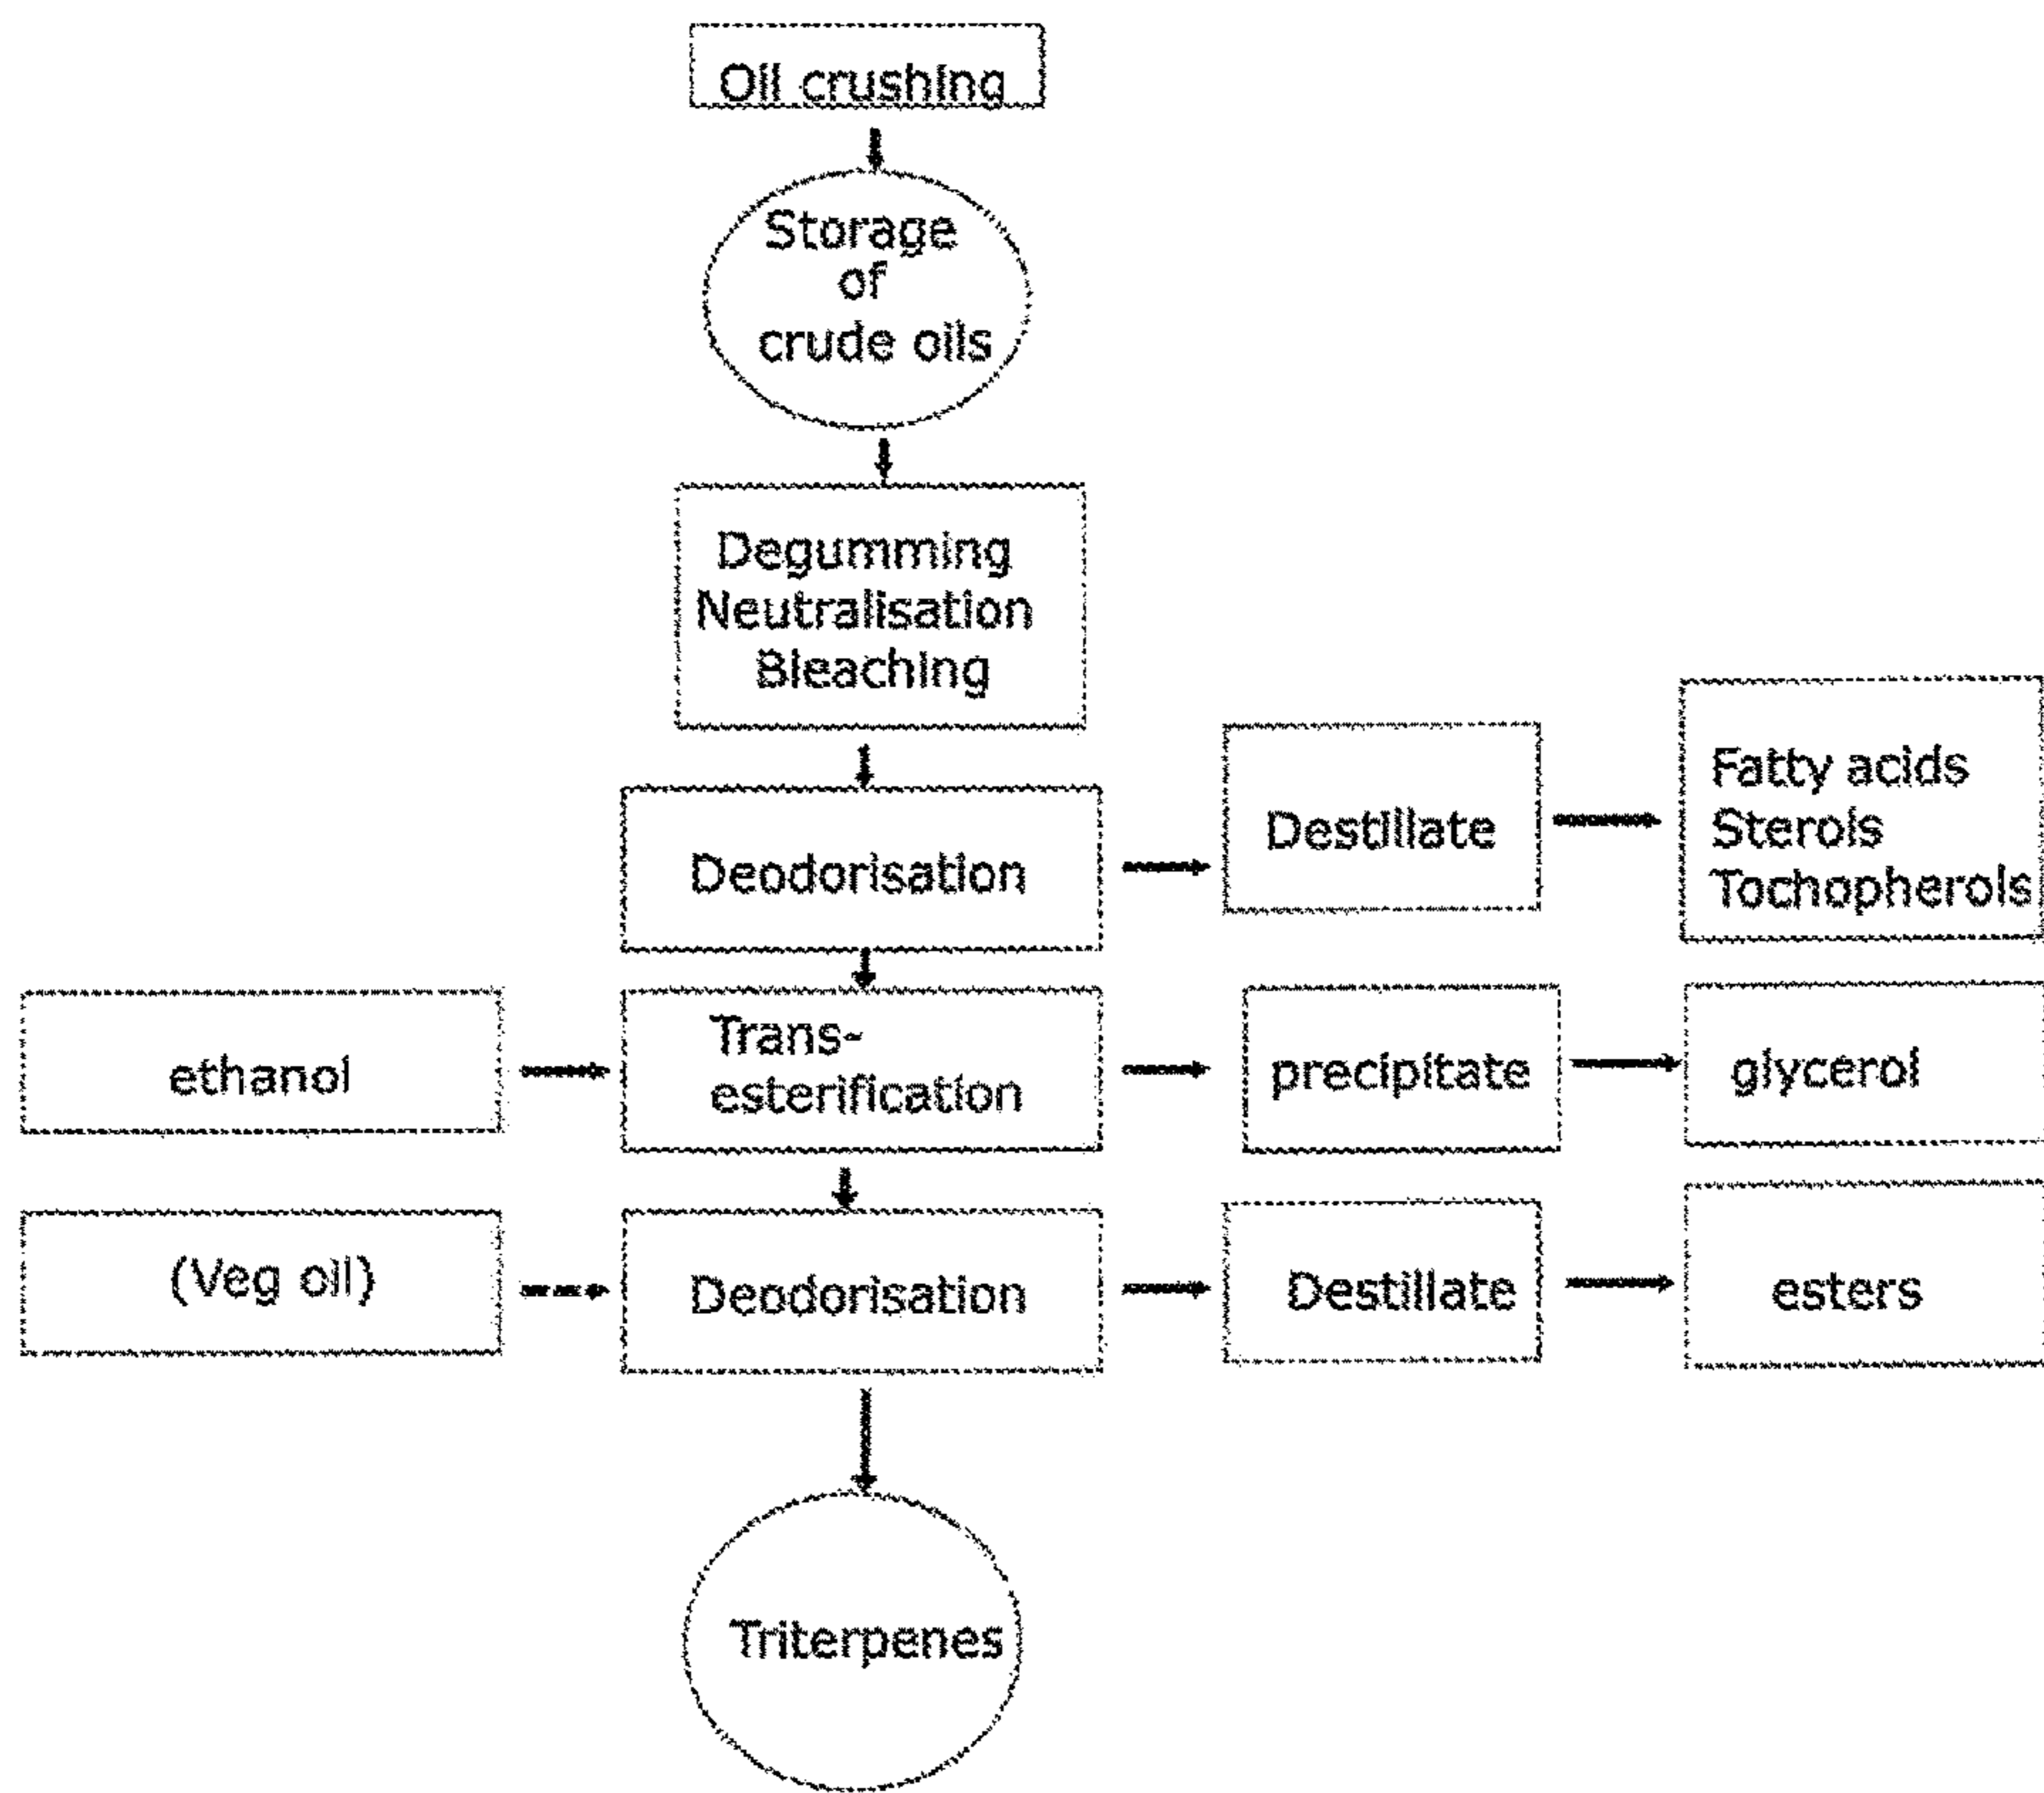 Oil crushing
Storage
of
crude oils
Degumming
Neutralisation
Bleaching
Deodorisation
Destillate
Fatty acids
Sterols
Tochopherols
ethanol
Trans-
esterification
precipitate
glycerol
(Veg oil)
Deodorisation
Destillate
esters
Triterpenes